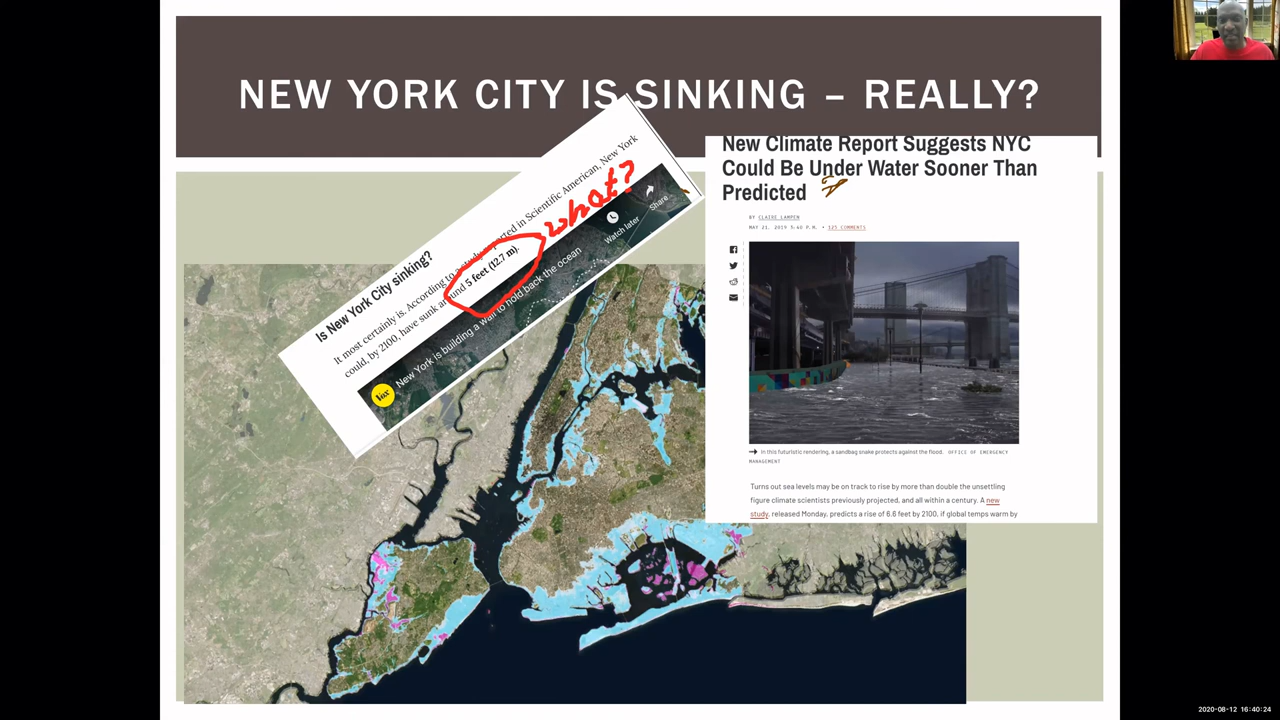 NEW YORK CITY IS SINKING – REALLY?
Is New York City sinking?
It most certainly is. According to a study reported in Scientific American, New York
could, by 2100, have sunk around 5 feet (12.7 m).
what?
vox
New York is building a wall to hold back the ocean
Watch later
Share
New Climate Report Suggests NYC
Could Be Under Water Sooner Than
Predicted
BY CLAIRE LAMPEN
MAY 21, 2019 5:40 P.M. • 125 COMMENTS
In this futuristic rendering, a sandbag snake protects against the flood. OFFICE OF EMERGENCY
MANAGEMENT
Turns out sea levels may be on track to rise by more than double the unsettling
figure climate scientists previously projected, and all within a century. A new
study, released Monday, predicts a rise of 6.6 feet by 2100, if global temps warm by
2020-08-12 16:40:24